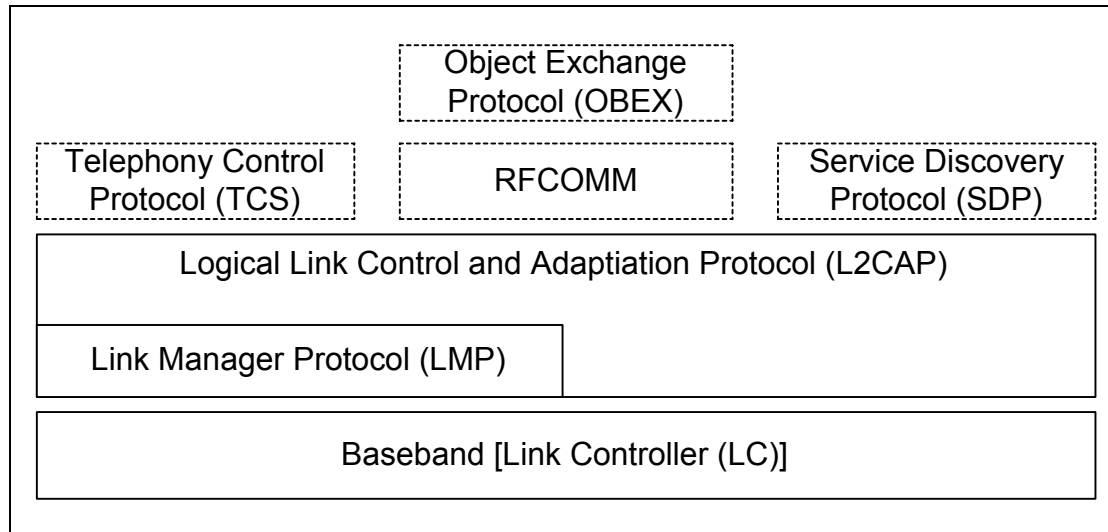 Object Exchange
Protocol (OBEX)
Telephony Control
Protocol (TCS)
RFCOMM
Service Discovery
Protocol (SDP)
Logical Link Control and Adaptiation Protocol (L2CAP)
Link Manager Protocol (LMP)
Baseband [Link Controller (LC)]